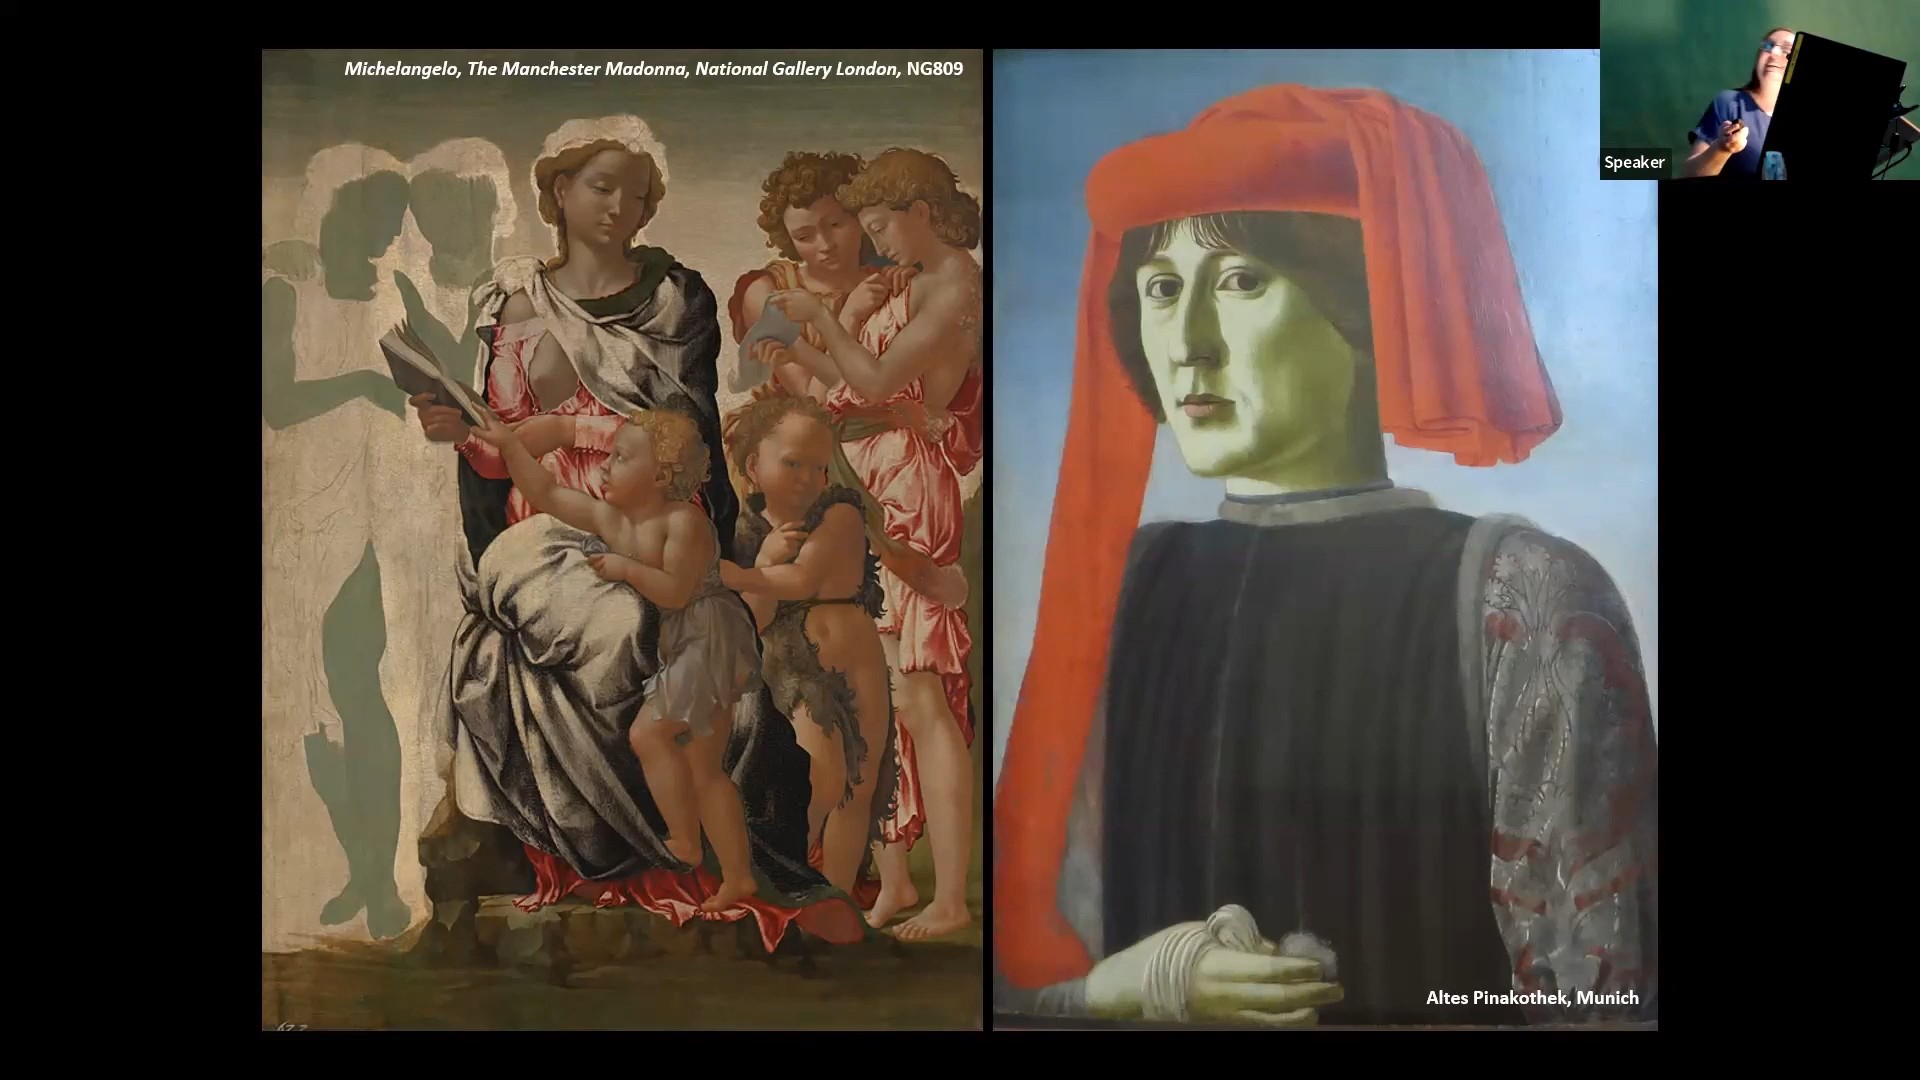 Michelangelo, The Manchester Madonna, National Gallery London, NG809
Speaker
Altes Pinakothek, Munich